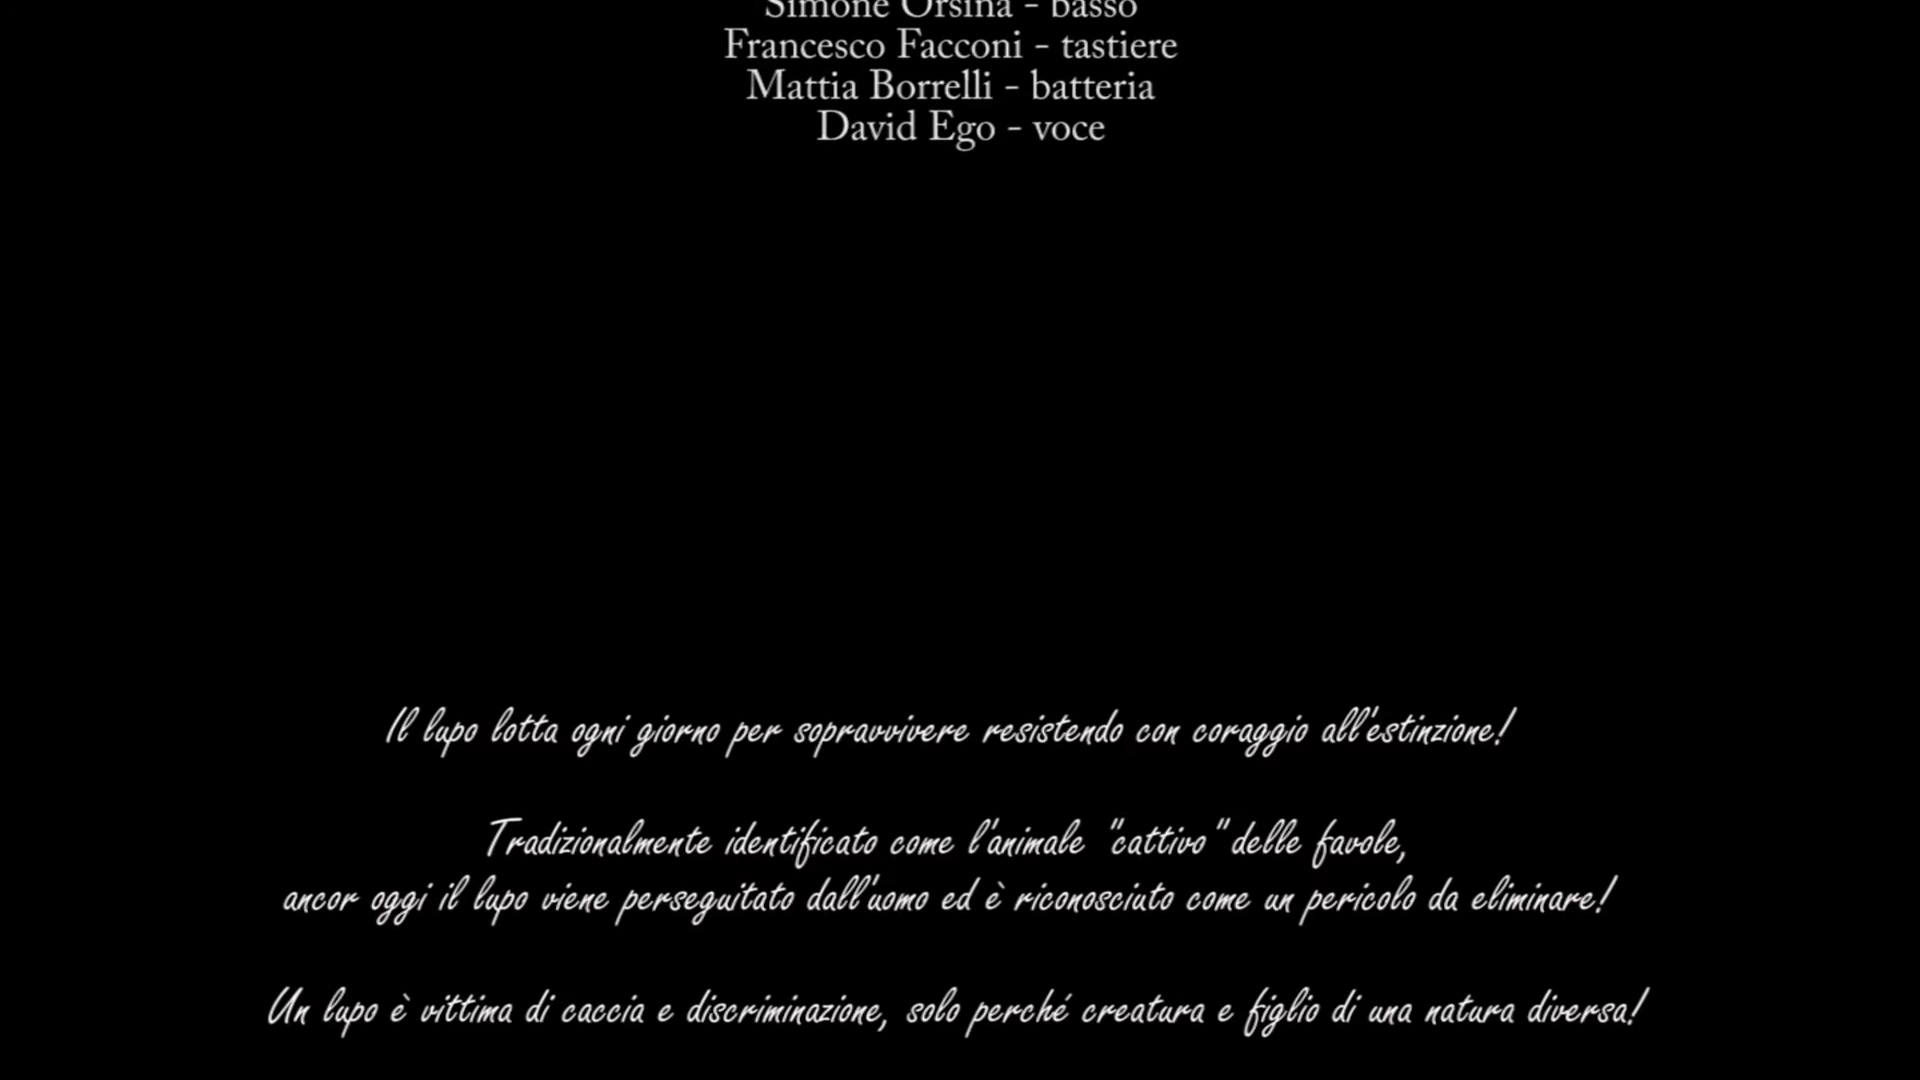 Simone Orsina - basso
Francesco Facconi - tastiere
Mattia Borrelli - batteria
David Ego - voce
Il lupo lotta ogni giorno per sopravvivere resistendo con coraggio all'estinzione!
Tradizionalmente identificato come l'animale "cattivo" delle favole,
ancor oggi il lupo viene perseguitato dall'uomo ed è riconosciuto come un pericolo da eliminare!
Un lupo è vittima di caccia e discriminazione, solo perché creatura e figlio di una natura diversa!